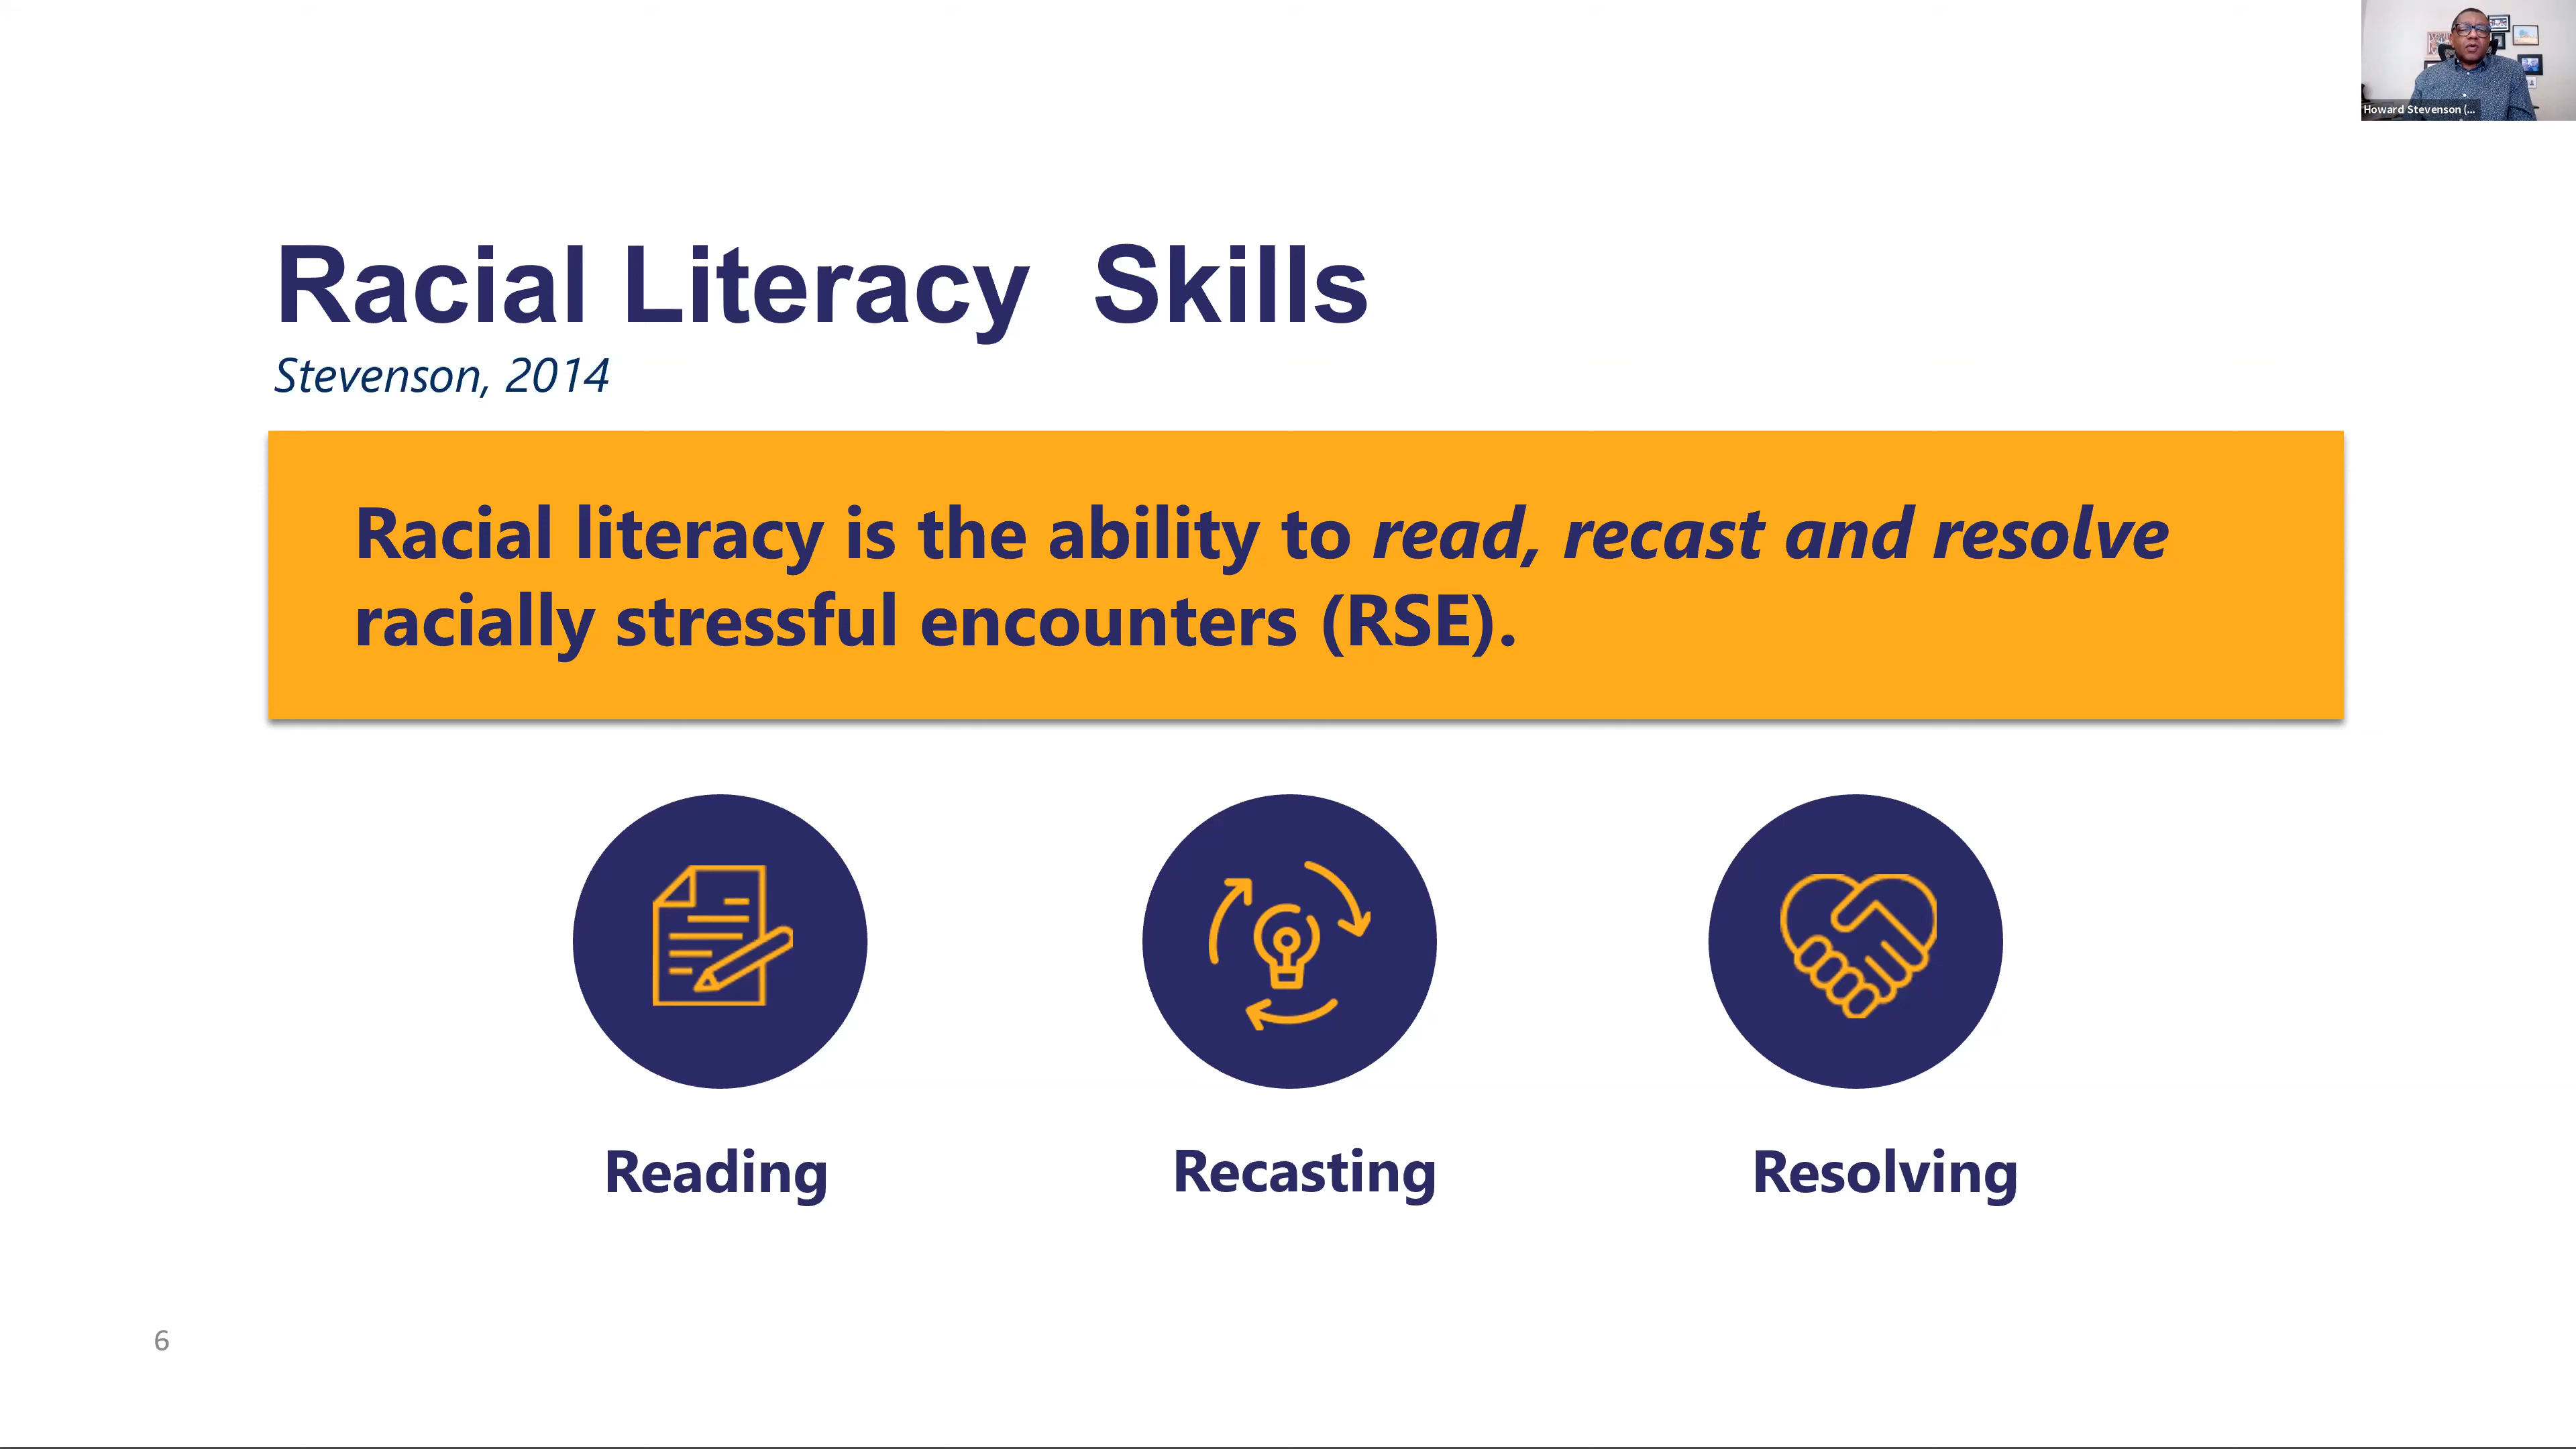 Howard Stevenson (...
Racial Literacy  Skills
Stevenson, 2014
Racial literacy is the ability to read, recast and resolve
racially stressful encounters (RSE).
Reading
Recasting
Resolving
6